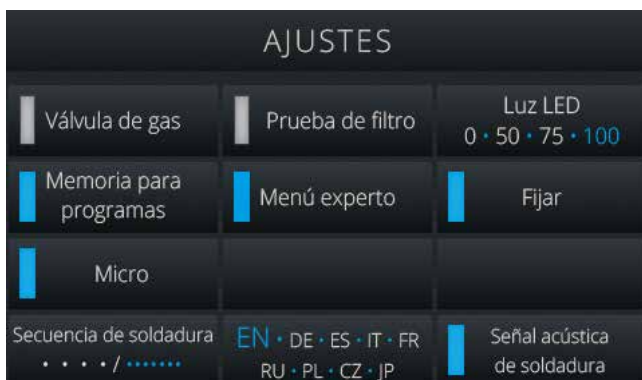 AJUSTES
Válvula de gas
Prueba de filtro
Luz LED
0 · 50 · 75 · 100
Memoria para
programas
Menú experto
Fijar
Micro
Secuencia de soldadura
· · · · / ·······
EN · DE · ES · IT · FR
RU · PL · CZ · JP
Señal acústica
de soldadura